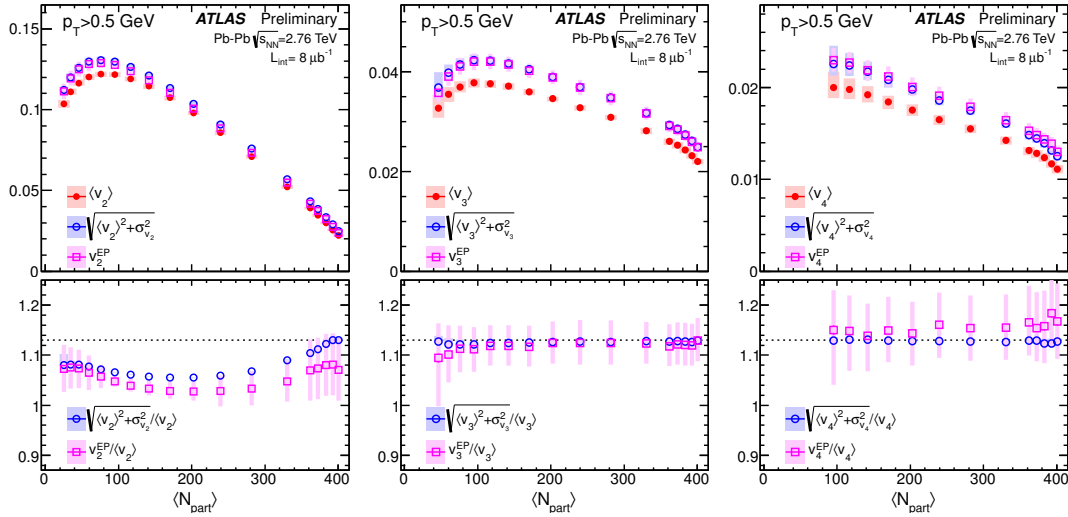 p_T>0.5 GeV
ATLAS Preliminary
Pb-Pb √s_NN=2.76 TeV
L_int= 8 μb⁻¹
0.15
0.1
0.05
0
⟨v_2⟩
√⟨v_2⟩²+σ²_v_2
v_2^EP
p_T>0.5 GeV
ATLAS Preliminary
Pb-Pb √s_NN=2.76 TeV
L_int= 8 μb⁻¹
0.04
0.02
0
⟨v_3⟩
√⟨v_3⟩²+σ²_v_3
v_3^EP
p_T>0.5 GeV
ATLAS Preliminary
Pb-Pb √s_NN=2.76 TeV
L_int= 8 μb⁻¹
0.02
0.01
0
⟨v_4⟩
√⟨v_4⟩²+σ²_v_4
v_4^EP
1.2
1.1
1
0.9
√⟨v_2⟩²+σ²_v_2/⟨v_2⟩
v_2^EP/⟨v_2⟩
0 100 200 300 400
⟨N_part⟩
1.2
1.1
1
0.9
√⟨v_3⟩²+σ²_v_3/⟨v_3⟩
v_3^EP/⟨v_3⟩
0 100 200 300 400
⟨N_part⟩
1.2
1.1
1
0.9
√⟨v_4⟩²+σ²_v_4/⟨v_4⟩
v_4^EP/⟨v_4⟩
0 100 200 300 400
⟨N_part⟩